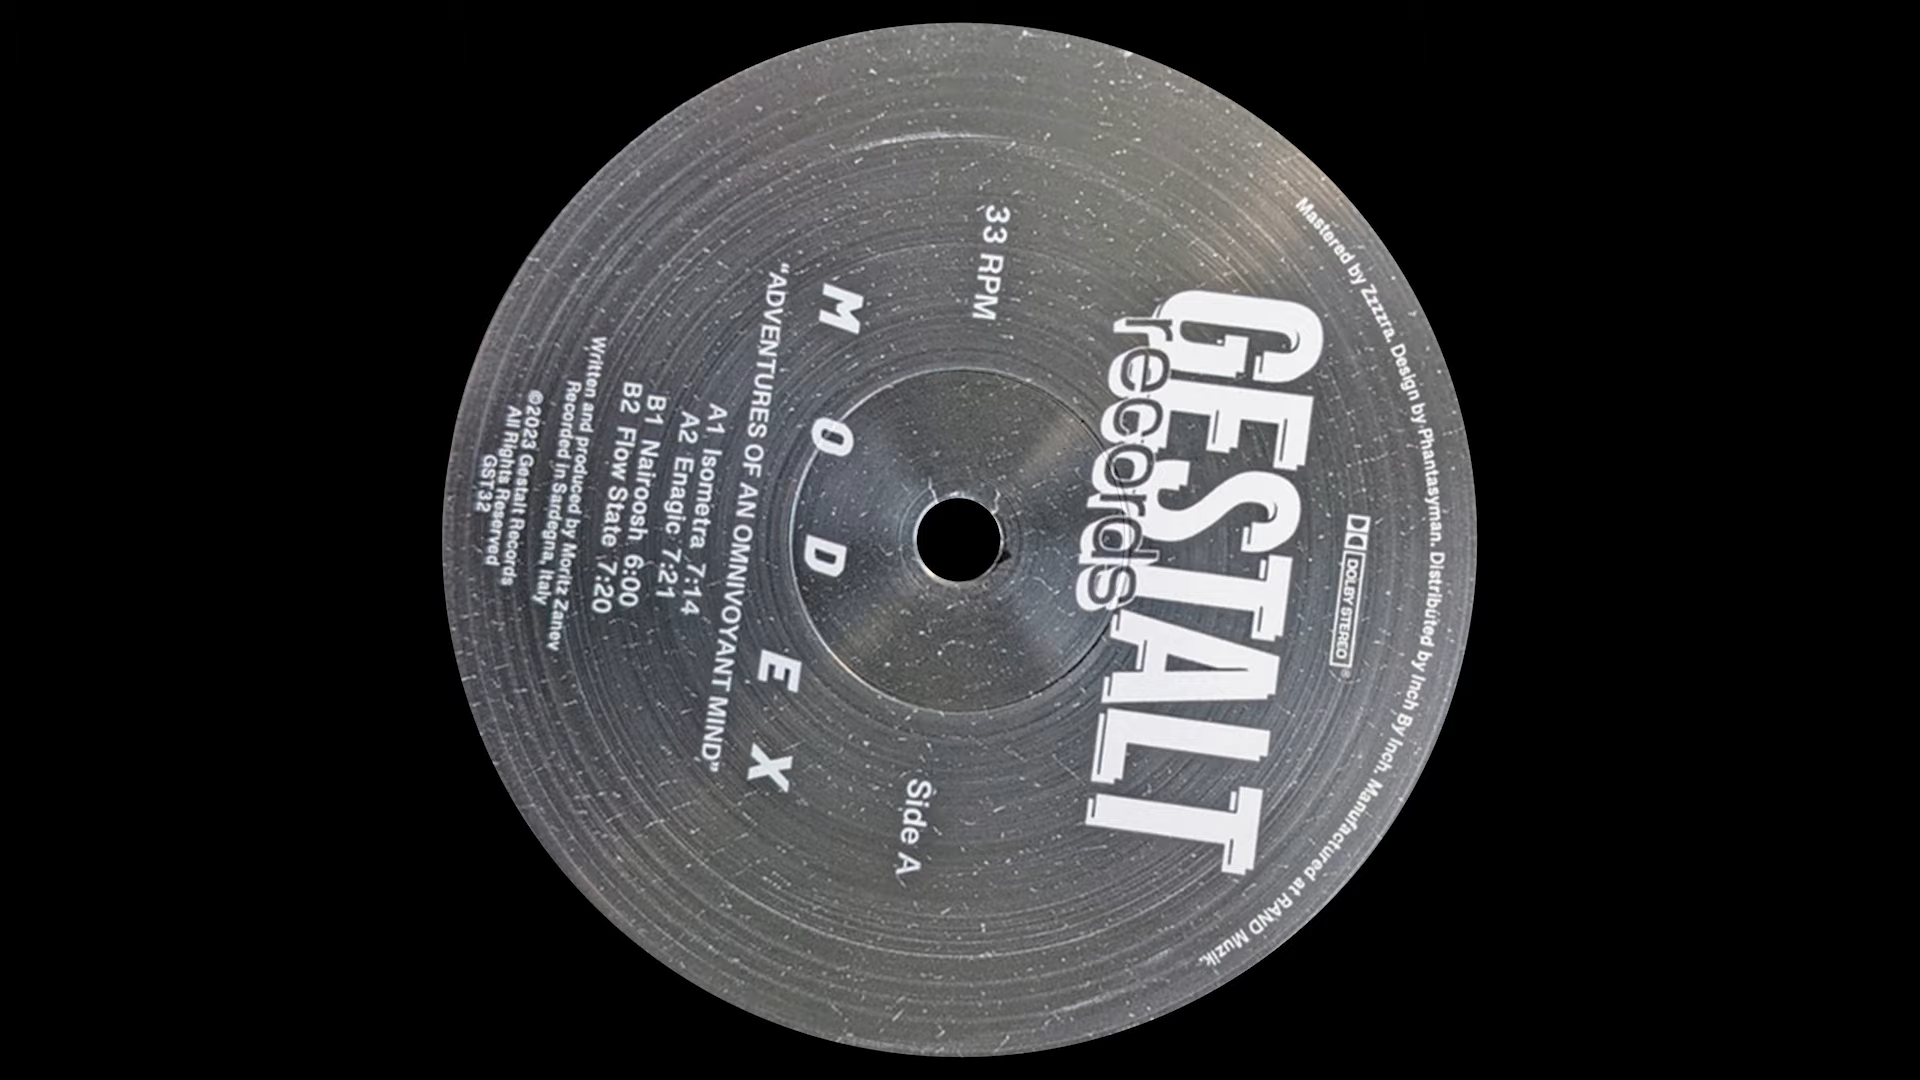 Mastered by Zzzzra. Design by Phantasyman. Distributed by Inch By Inch. Manufactured at RAND Muzik.
DOLBY STEREO
GESTALT
records
33 RPM
Side A
MODEX
“ADVENTURES OF AN OMNIVOYANT MIND”
A1 Isometra 7:14
A2 Enagic 7:21
B1 Nairoosh 6:00
B2 Flow State 7:20
Written and produced by Moritz Zanev
Recorded in Sardegna, Italy
©2023 Gestalt Records
All Rights Reserved
GST32